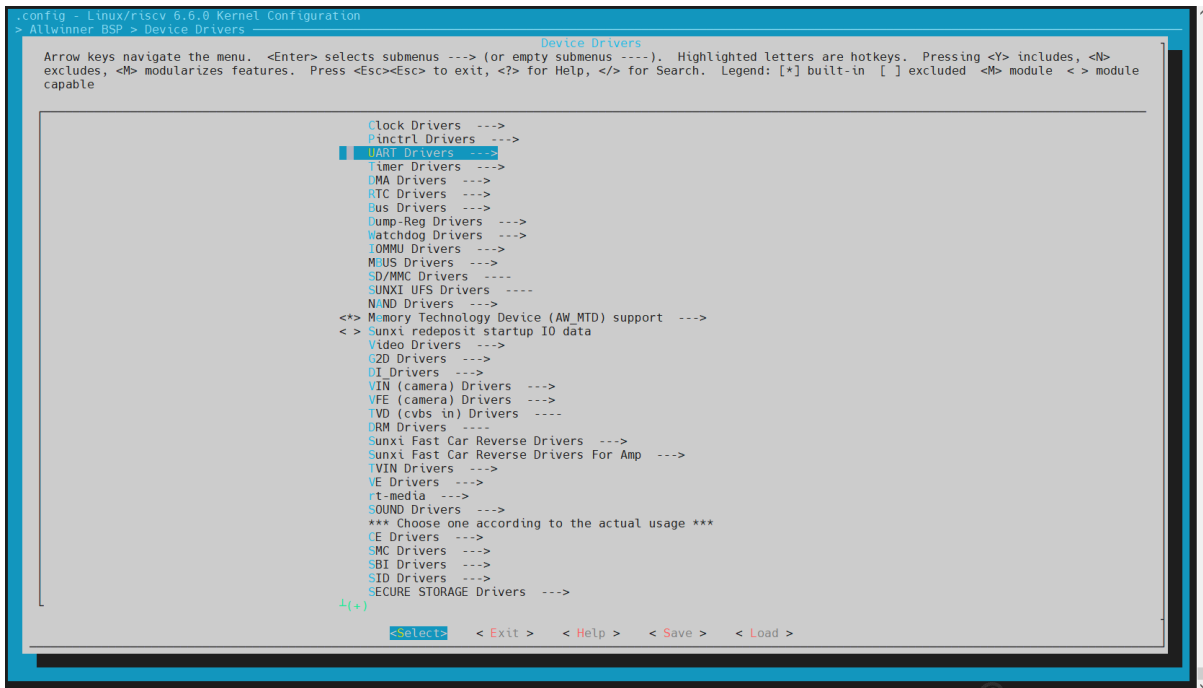 .config - Linux/riscv 6.6.0 Kernel Configuration
> Allwinner BSP > Device Drivers
Device Drivers
Arrow keys navigate the menu.  <Enter> selects submenus ---> (or empty submenus ----).  Highlighted letters are hotkeys.  Pressing <Y> includes, <N>
excludes, <M> modularizes features.  Press <Esc><Esc> to exit, <?> for Help, </> for Search.  Legend: [*] built-in  [ ] excluded  <M> module  < > module
capable
Clock Drivers  --->
Pinctrl Drivers  --->
UART Drivers  --->
Timer Drivers  --->
DMA Drivers  --->
RTC Drivers  --->
Bus Drivers  --->
Dump-Reg Drivers  --->
Watchdog Drivers  --->
IOMMU Drivers  --->
MBUS Drivers  --->
SD/MMC Drivers  ----
SUNXI UFS Drivers  ----
NAND Drivers  --->
<*> Memory Technology Device (AW_MTD) support  --->
< > Sunxi redeposit startup IO data
Video Drivers  --->
G2D Drivers  --->
DI_Drivers  --->
VIN (camera) Drivers  --->
VFE (camera) Drivers  --->
TVD (cvbs in) Drivers  ----
DRM Drivers  ----
Sunxi Fast Car Reverse Drivers  --->
Sunxi Fast Car Reverse Drivers For Amp  --->
TVIN Drivers  --->
VE Drivers  --->
rt-media  --->
SOUND Drivers  --->
*** Choose one according to the actual usage ***
CE Drivers  --->
SMC Drivers  --->
SBI Drivers  --->
SID Drivers  --->
SECURE STORAGE Drivers  --->
┴(+)
<Select>    < Exit >    < Help >    < Save >    < Load >